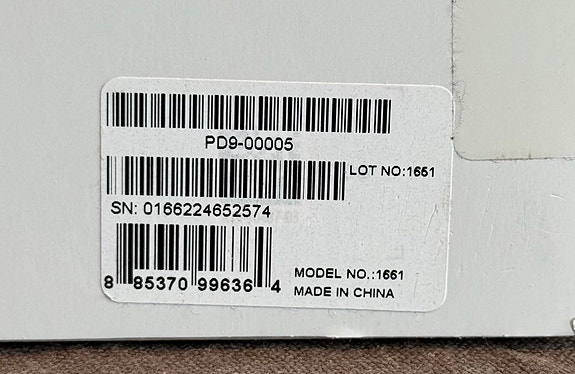 PD9-00005
LOT NO:1651
SN: 0166224652574
8 85370 99636 4
MODEL NO.:1661
MADE IN CHINA